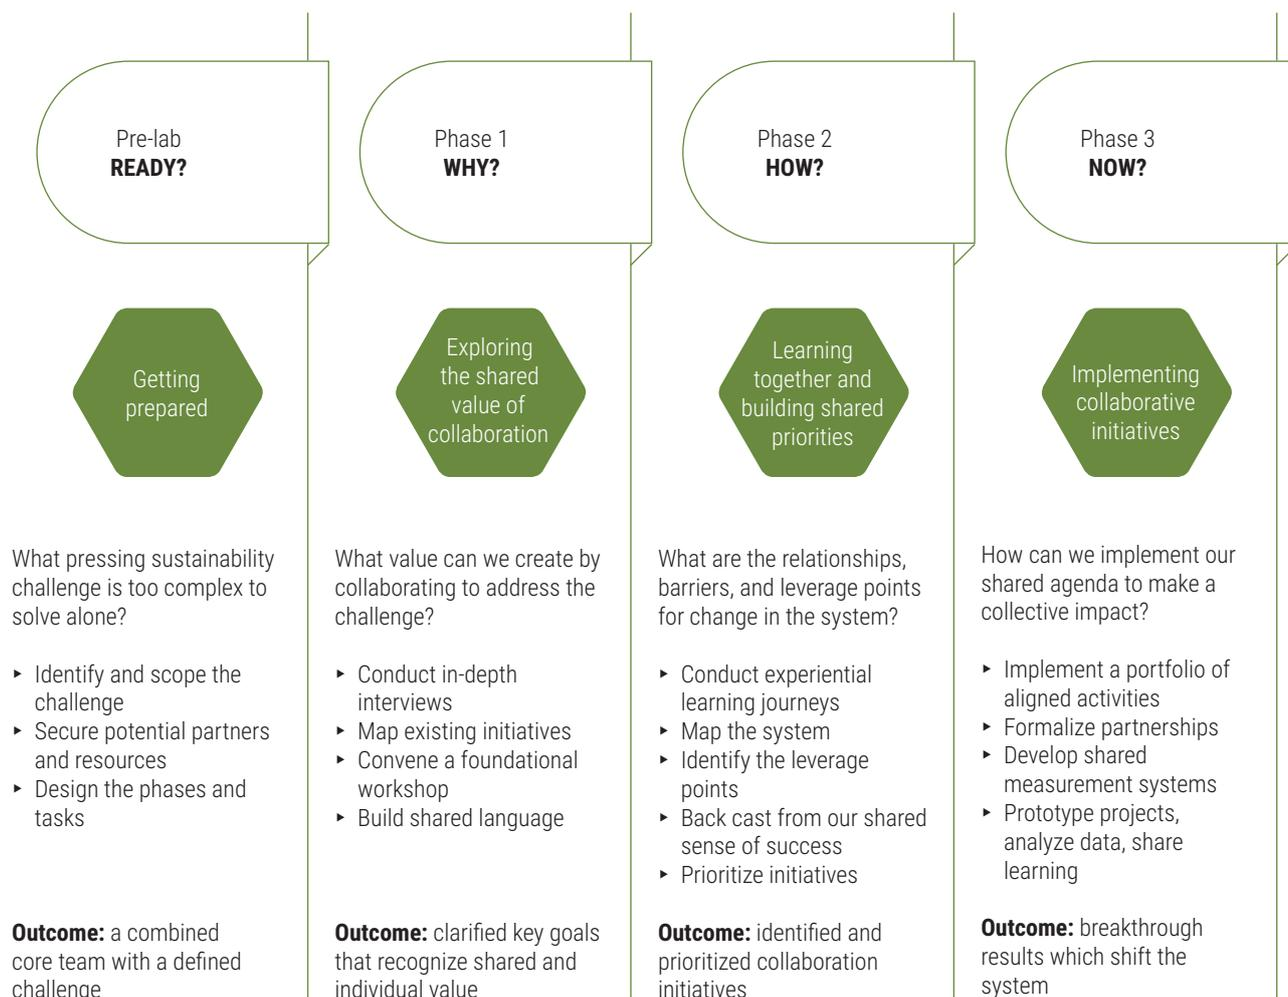 Pre-lab
READY?
Getting
prepared
What pressing sustainability
challenge is too complex to
solve alone?
‣ Identify and scope the
challenge
‣ Secure potential partners
and resources
‣ Design the phases and
tasks
Outcome: a combined
core team with a defined
challenge
Phase 1
WHY?
Exploring
the shared
value of
collaboration
What value can we create by
collaborating to address the
challenge?
‣ Conduct in-depth
interviews
‣ Map existing initiatives
‣ Convene a foundational
workshop
‣ Build shared language
Outcome: clarified key goals
that recognize shared and
individual value
Phase 2
HOW?
Learning
together and
building shared
priorities
What are the relationships,
barriers, and leverage points
for change in the system?
‣ Conduct experiential
learning journeys
‣ Map the system
‣ Identify the leverage
points
‣ Back cast from our shared
sense of success
‣ Prioritize initiatives
Outcome: identified and
prioritized collaboration
initiatives
Phase 3
NOW?
Implementing
collaborative
initiatives
How can we implement our
shared agenda to make a
collective impact?
‣ Implement a portfolio of
aligned activities
‣ Formalize partnerships
‣ Develop shared
measurement systems
‣ Prototype projects,
analyze data, share
learning
Outcome: breakthrough
results which shift the
system